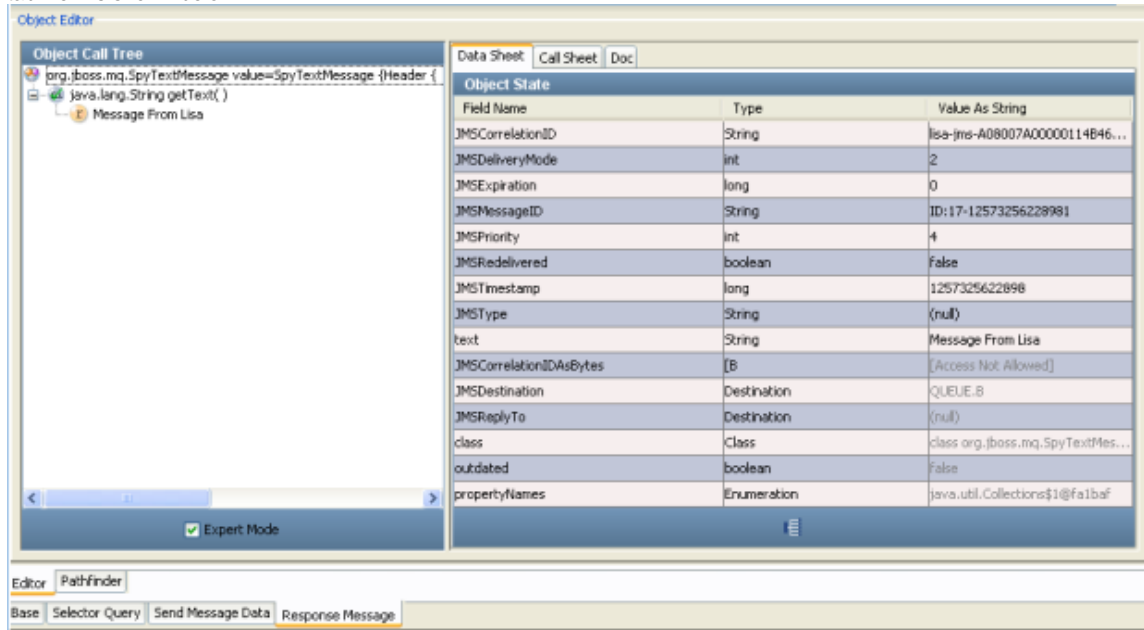 Object Editor
Object Call Tree
org.jboss.mq.SpyTextMessage value=SpyTextMessage {Header {
java.lang.String getText( )
Message From Lisa
Expert Mode
Data Sheet Call Sheet Doc
Object State
Field Name Type Value As String
JMSCorrelationID String lisa-jms-A08007A00000114B46...
JMSDeliveryMode int 2
JMSExpiration long 0
JMSMessageID String ID:17-12573256228981
JMSPriority int 4
JMSRedelivered boolean false
JMSTimestamp long 1257325622898
JMSType String (null)
text String Message From Lisa
JMSCorrelationIDAsBytes [B [Access Not Allowed]
JMSDestination Destination QUEUE.B
JMSReplyTo Destination (null)
class Class class org.jboss.mq.SpyTextMes...
outdated boolean false
propertyNames Enumeration java.util.Collections$1@fa1baf
Editor Pathfinder
Base Selector Query Send Message Data Response Message